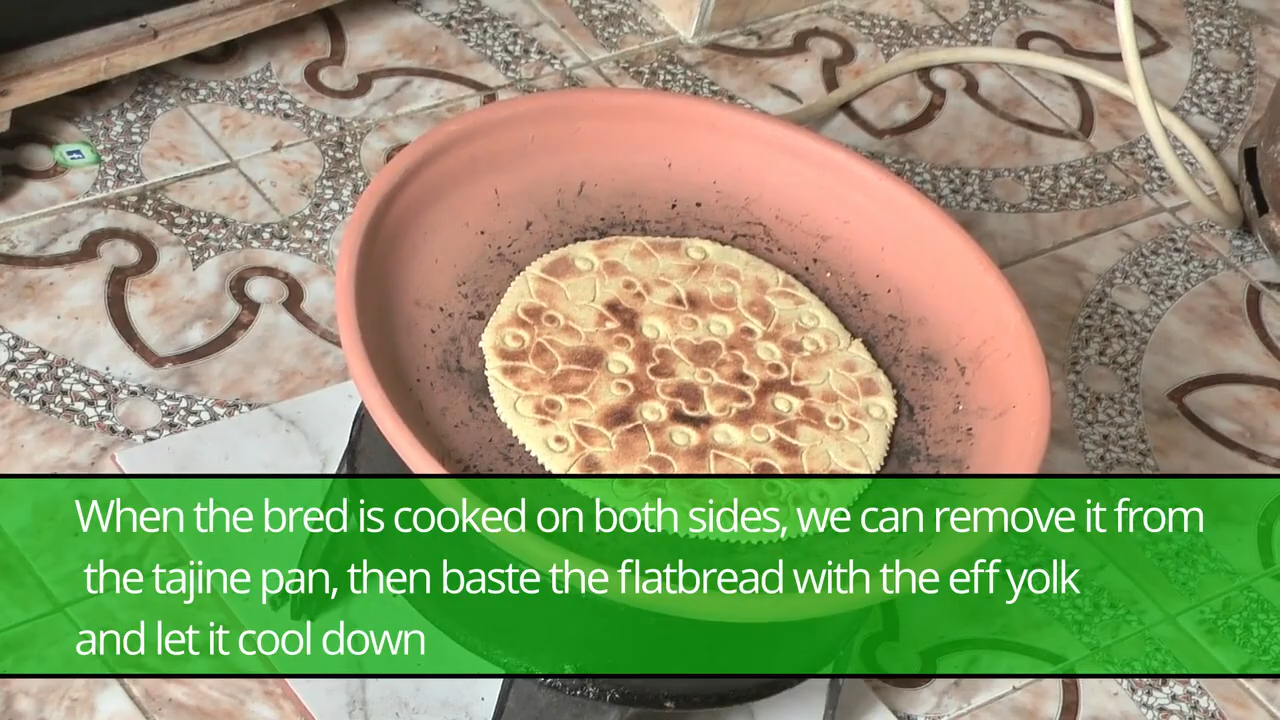 When the bred is cooked on both sides, we can remove it from
the tajine pan, then baste the flatbread with the eff yolk
and let it cool down